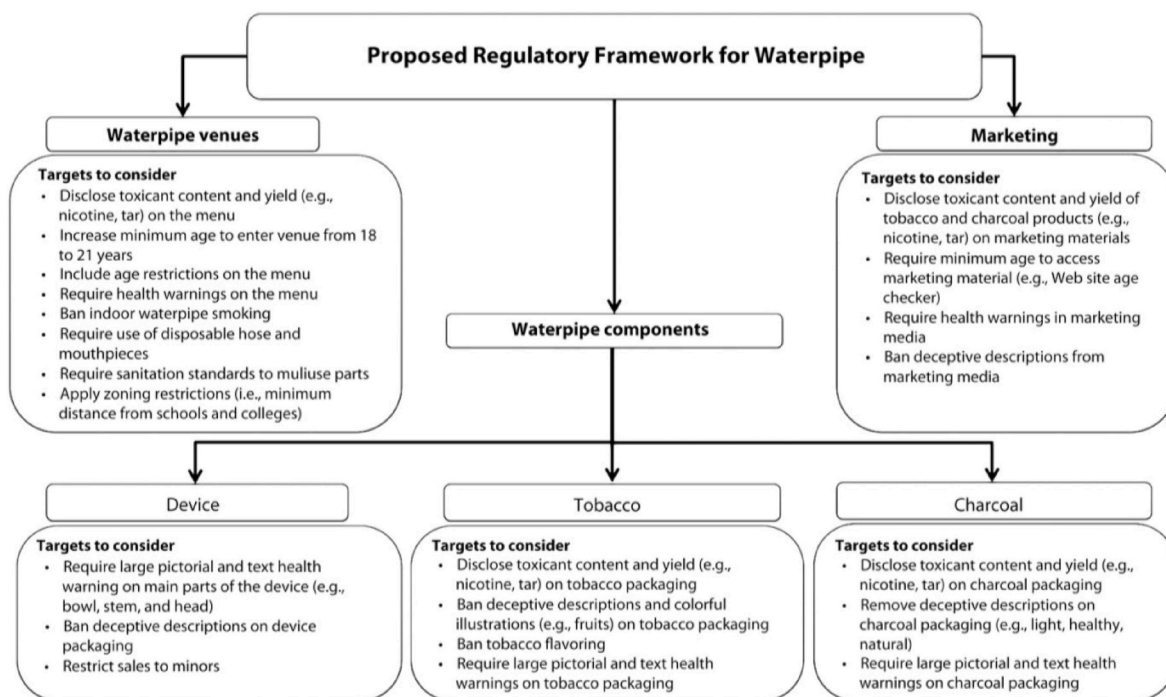 Proposed Regulatory Framework for Waterpipe
Waterpipe venues
Targets to consider
• Disclose toxicant content and yield (e.g.,
nicotine, tar) on the menu
• Increase minimum age to enter venue from 18
to 21 years
• Include age restrictions on the menu
• Require health warnings on the menu
• Ban indoor waterpipe smoking
• Require use of disposable hose and
mouthpieces
• Require sanitation standards to muliuse parts
• Apply zoning restrictions (i.e., minimum
distance from schools and colleges)
Marketing
Targets to consider
• Disclose toxicant content and yield of
tobacco and charcoal products (e.g.,
nicotine, tar) on marketing materials
• Require minimum age to access
marketing material (e.g., Web site age
checker)
• Require health warnings in marketing
media
• Ban deceptive descriptions from
marketing media
Waterpipe components
Device
Targets to consider
• Require large pictorial and text health
warning on main parts of the device (e.g.,
bowl, stem, and head)
• Ban deceptive descriptions on device
packaging
• Restrict sales to minors
Tobacco
Targets to consider
• Disclose toxicant content and yield (e.g.,
nicotine, tar) on tobacco packaging
• Ban deceptive descriptions and colorful
illustrations (e.g., fruits) on tobacco packaging
• Ban tobacco flavoring
• Require large pictorial and text health
warnings on tobacco packaging
Charcoal
Targets to consider
• Disclose toxicant content and yield (e.g.,
nicotine, tar) on charcoal packaging
• Remove deceptive descriptions on
charcoal packaging (e.g., light, healthy,
natural)
• Require large pictorial and text health
warnings on charcoal packaging